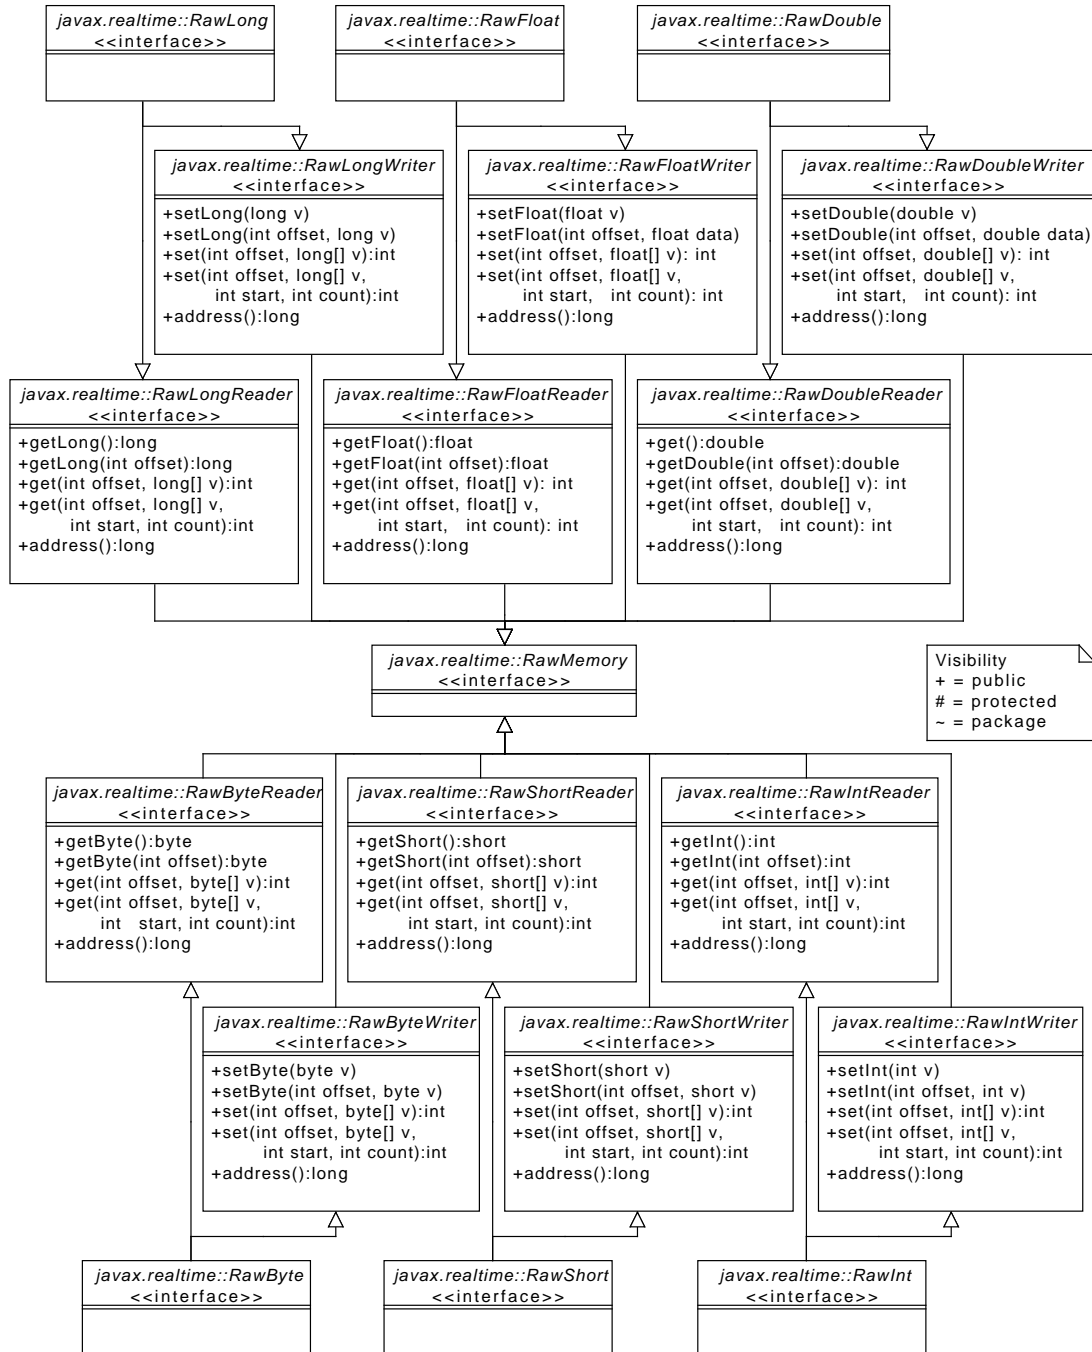 javax.realtime::RawLong
<<interface>>
javax.realtime::RawFloat
<<interface>>
javax.realtime::RawDouble
<<interface>>
javax.realtime::RawLongWriter
<<interface>>
+setLong(long v)
+setLong(int offset, long v)
+set(int offset, long[] v):int
+set(int offset, long[] v,
int start, int count):int
+address():long
javax.realtime::RawFloatWriter
<<interface>>
+setFloat(float v)
+setFloat(int offset, float data)
+set(int offset, float[] v): int
+set(int offset, float[] v,
int start, int count): int
+address():long
javax.realtime::RawDoubleWriter
<<interface>>
+setDouble(double v)
+setDouble(int offset, double data)
+set(int offset, double[] v): int
+set(int offset, double[] v,
int start, int count): int
+address():long
javax.realtime::RawLongReader
<<interface>>
+getLong():long
+getLong(int offset):long
+get(int offset, long[] v):int
+get(int offset, long[] v,
int start, int count):int
+address():long
javax.realtime::RawFloatReader
<<interface>>
+getFloat():float
+getFloat(int offset):float
+get(int offset, float[] v): int
+get(int offset, float[] v,
int start, int count): int
+address():long
javax.realtime::RawDoubleReader
<<interface>>
+get():double
+getDouble(int offset):double
+get(int offset, double[] v): int
+get(int offset, double[] v,
int start, int count): int
+address():long
javax.realtime::RawMemory
<<interface>>
Visibility
+ = public
# = protected
~ = package
javax.realtime::RawByteReader
<<interface>>
+getByte():byte
+getByte(int offset):byte
+get(int offset, byte[] v):int
+get(int offset, byte[] v,
int start, int count):int
+address():long
javax.realtime::RawShortReader
<<interface>>
+getShort():short
+getShort(int offset):short
+get(int offset, short[] v):int
+get(int offset, short[] v,
int start, int count):int
+address():long
javax.realtime::RawIntReader
<<interface>>
+getInt():int
+getInt(int offset):int
+get(int offset, int[] v):int
+get(int offset, int[] v,
int start, int count):int
+address():long
javax.realtime::RawByteWriter
<<interface>>
+setByte(byte v)
+setByte(int offset, byte v)
+set(int offset, byte[] v):int
+set(int offset, byte[] v,
int start, int count):int
+address():long
javax.realtime::RawShortWriter
<<interface>>
+setShort(short v)
+setShort(int offset, short v)
+set(int offset, short[] v):int
+set(int offset, short[] v,
int start, int count):int
+address():long
javax.realtime::RawIntWriter
<<interface>>
+setInt(int v)
+setInt(int offset, int v)
+set(int offset, int[] v):int
+set(int offset, int[] v,
int start, int count):int
+address():long
javax.realtime::RawByte
<<interface>>
javax.realtime::RawShort
<<interface>>
javax.realtime::RawInt
<<interface>>